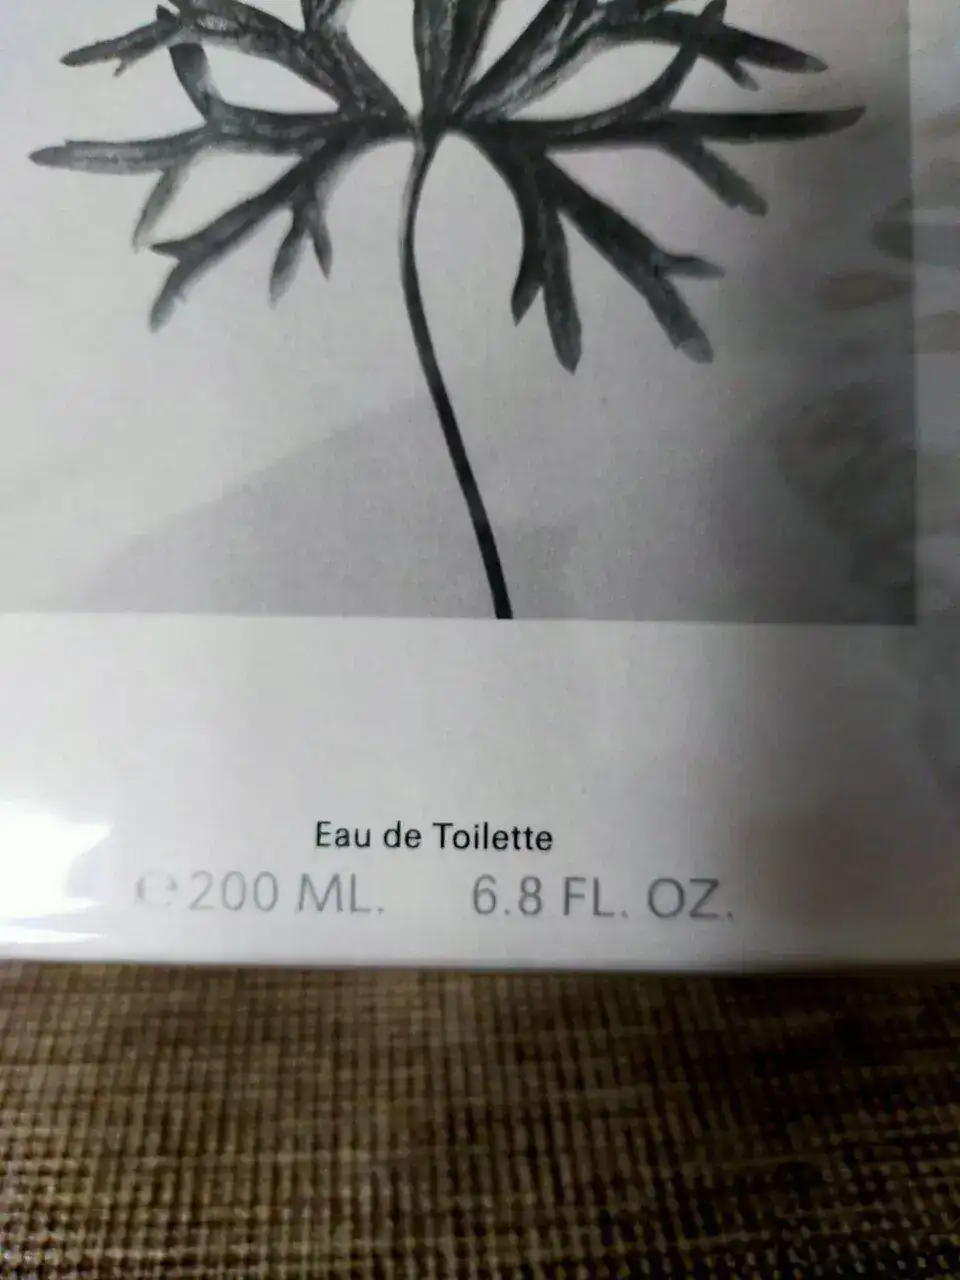 Eau de Toilette
℮200 ML. 6.8 FL. OZ.